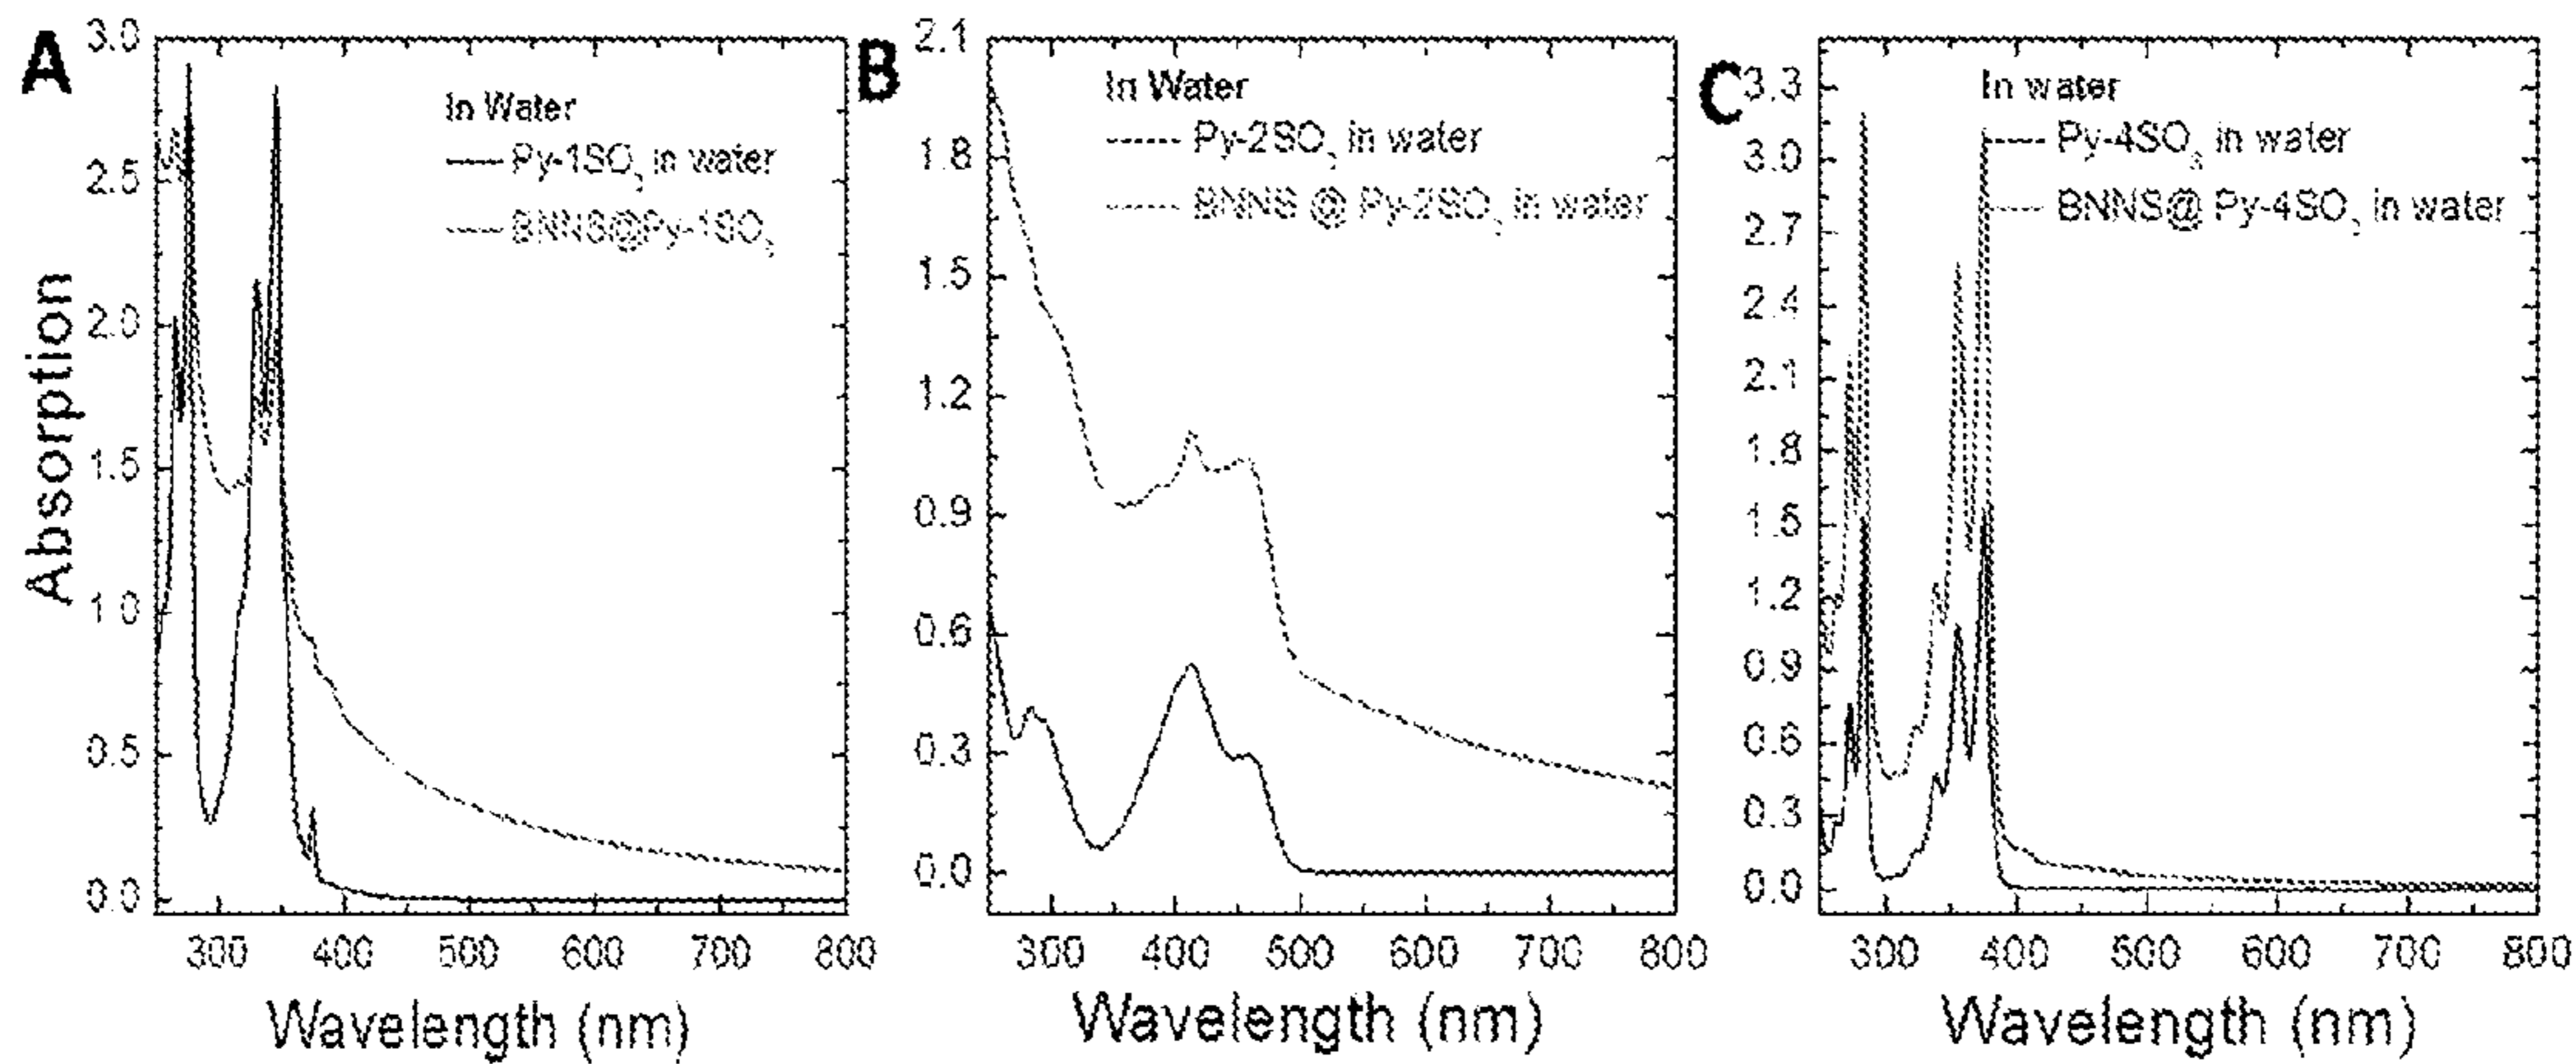 A
3.0
2.5
2.0
1.5
1.0
0.5
0.0
Absorption
In Water
Py-1SO3 in water
BNNS@Py-1SO3
300 400 500 600 700 800
Wavelength (nm)
B
2.1
1.8
1.5
1.2
0.9
0.6
0.3
0.0
In Water
Py-2SO3 in water
BNNS @ Py-2SO3 in water
300 400 500 600 700 800
Wavelength (nm)
C
3.3
3.0
2.7
2.4
2.1
1.8
1.5
1.2
0.9
0.6
0.3
0.0
In water
Py-4SO3 in water
BNNS@ Py-4SO3 in water
300 400 500 600 700 800
Wavelength (nm)